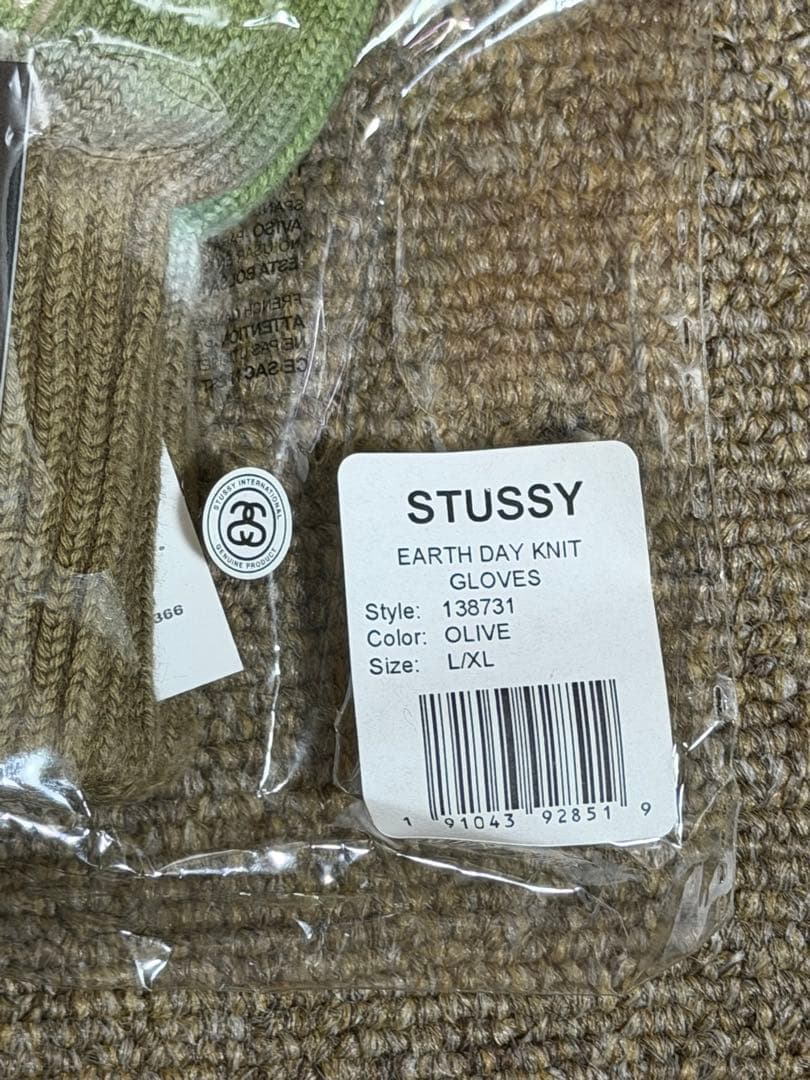 AVISO
ESTA BOLSA
ATTENTION
NE PAS
CE SAC
366
STUSSY INTERNATIONAL
GENUINE PRODUCT
STUSSY
EARTH DAY KNIT
GLOVES
Style: 138731
Color: OLIVE
Size: L/XL
1 91043 92851 9